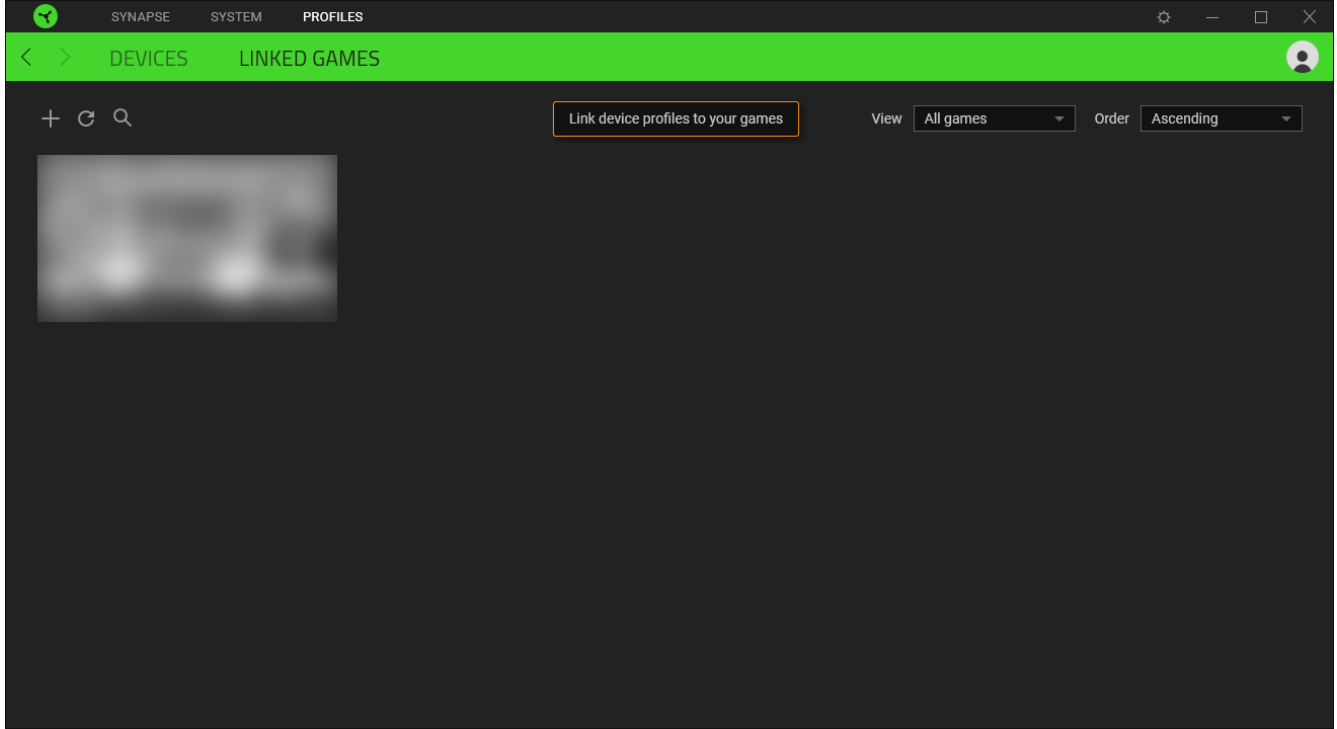 SYNAPSE SYSTEM PROFILES
DEVICES LINKED GAMES
Link device profiles to your games View All games Order Ascending